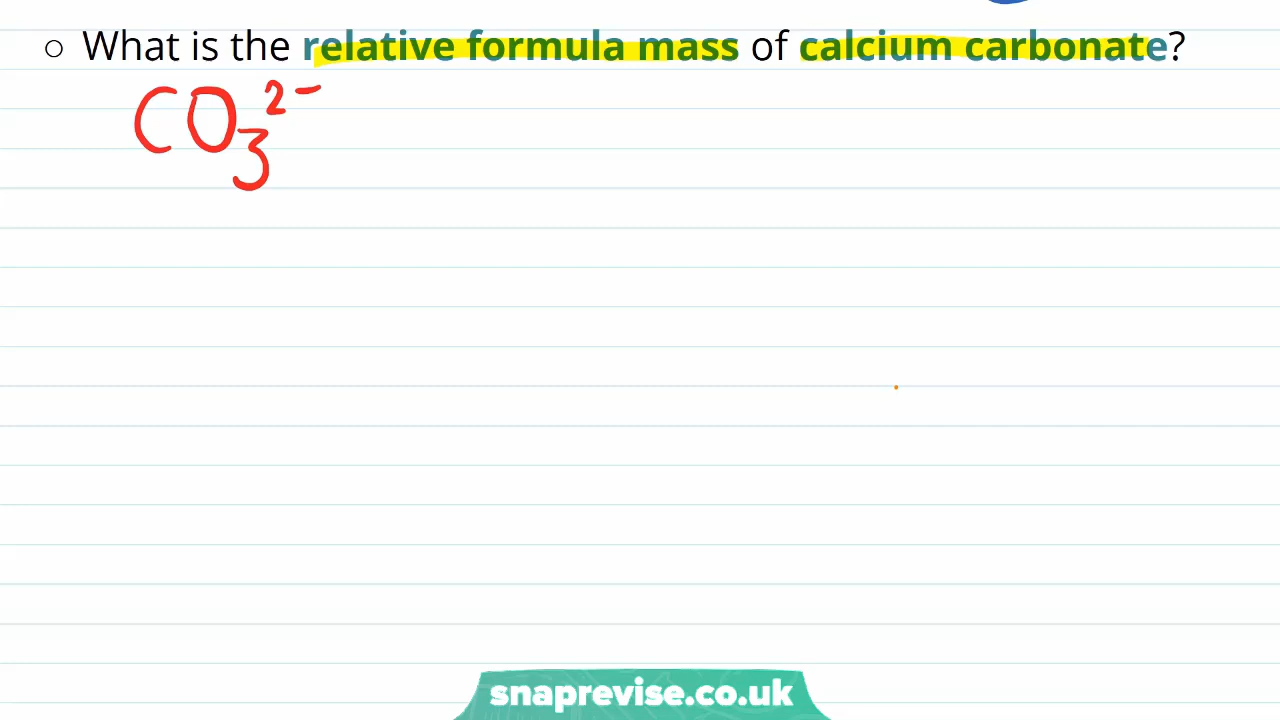 ○ What is the relative formula mass of calcium carbonate?
CO₃²⁻
snaprevise.co.uk